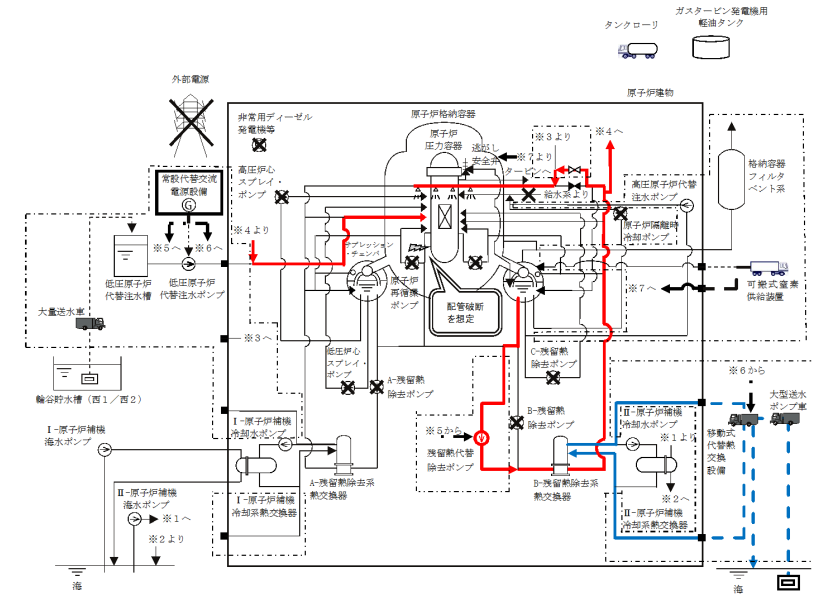 ガスタービン発電機用
軽油タンク
タンクローリ
外部電源
原子炉建物
非常用ディーゼル
発電機等
原子炉格納容器
原子炉
圧力容器
逃がし
安全弁
※3より
※4へ
※7より
タービンへ
給水系より
高圧炉心
スプレイ・
ポンプ
常設代替交流
電源設備
G
高圧原子炉代替
注水ポンプ
格納容器
フィルタ
ベント系
原子炉隔離時
冷却ポンプ
※4より
※5へ
※6へ
サプレッション・
チェンバ
低圧原子炉
代替注水槽
低圧原子炉
代替注水ポンプ
原子炉
再循環
ポンプ
配管破断
を想定
※7へ
可搬式窒素
供給装置
大量送水車
※3へ
輪谷貯水槽（西1／西2）
低圧炉心
スプレイ・
ポンプ
A-残留熱
除去ポンプ
C-残留熱
除去ポンプ
B-残留熱
除去ポンプ
※5から
残留熱代替
除去ポンプ
※6から
大型送水
ポンプ車
移動式
代替熱
交換
設備
Ⅰ-原子炉補機
海水ポンプ
Ⅰ-原子炉補機
冷却水ポンプ
Ⅱ-原子炉補機
冷却水ポンプ
※1より
※2へ
A-残留熱除去系
熱交換器
B-残留熱除去系
熱交換器
Ⅰ-原子炉補機
冷却系熱交換器
Ⅱ-原子炉補機
冷却系熱交換器
Ⅱ-原子炉補機
海水ポンプ
※1へ
※2より
海
海